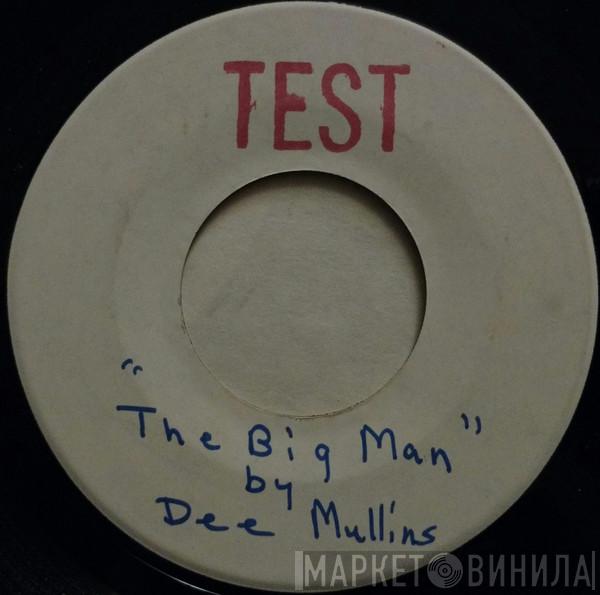 TEST
"The Big Man"
by
Dee Mullins
МАРКЕТ ВИНИЛА